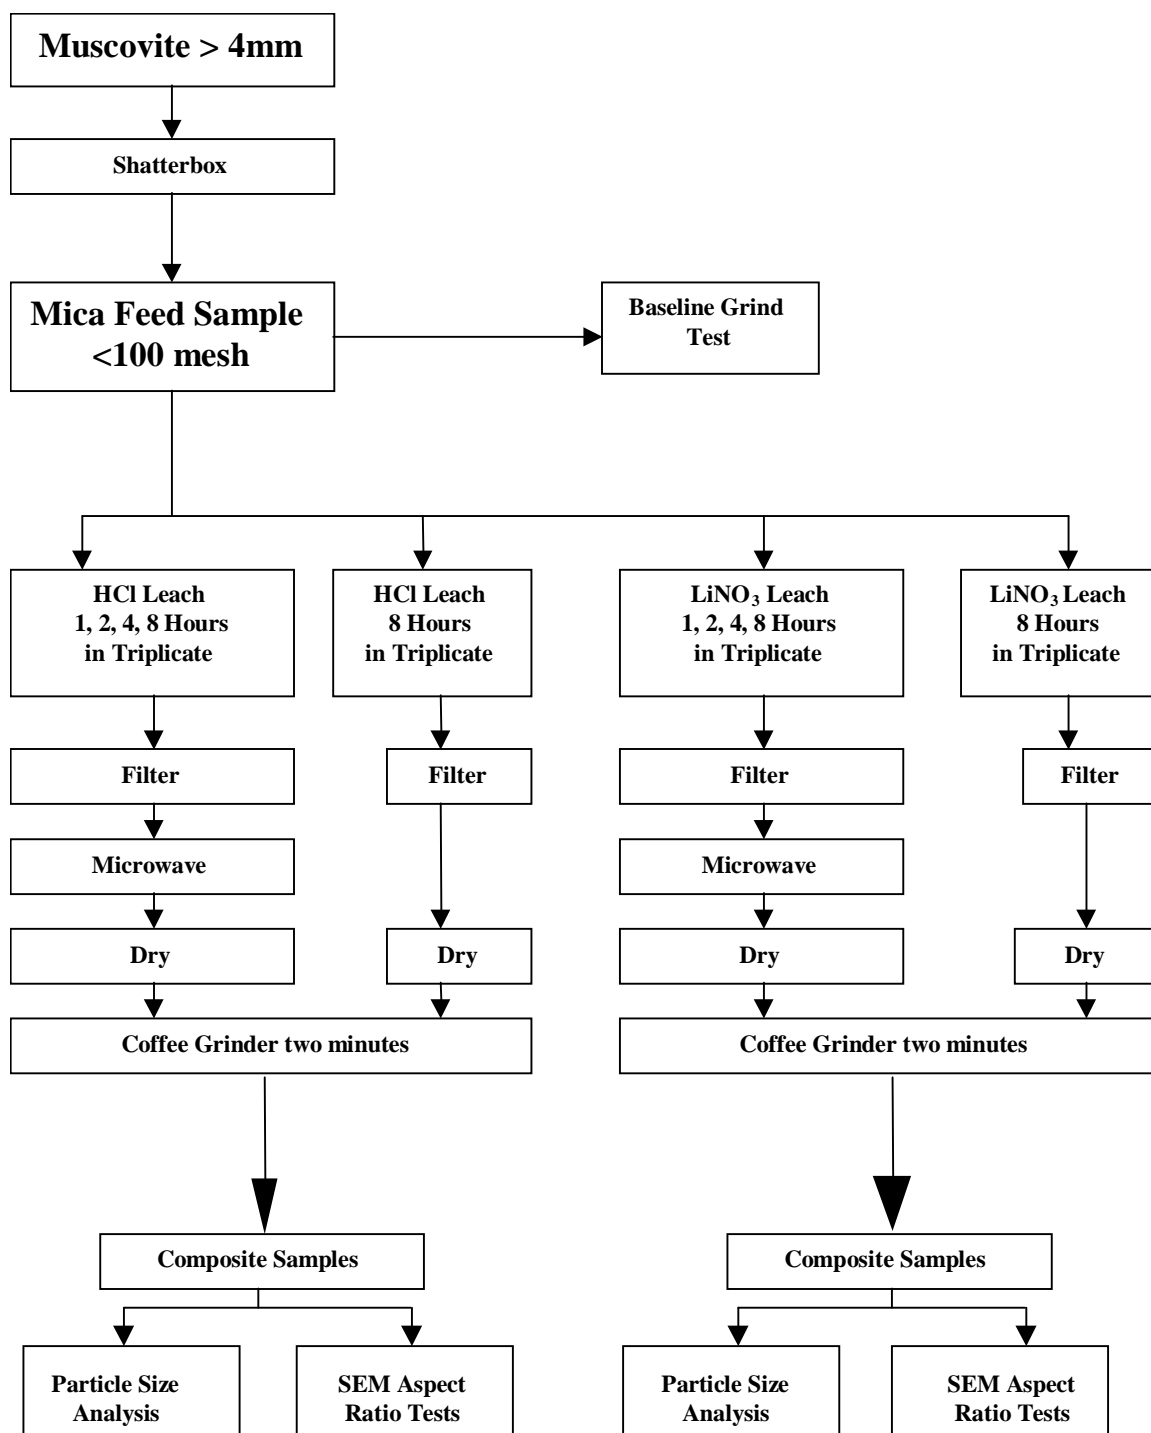 Muscovite > 4mm
Shatterbox
Mica Feed Sample
<100 mesh
Baseline Grind
Test
HCl Leach
1, 2, 4, 8 Hours
in Triplicate
HCl Leach
8 Hours
in Triplicate
LiNO₃ Leach
1, 2, 4, 8 Hours
in Triplicate
LiNO₃ Leach
8 Hours
in Triplicate
Filter
Filter
Filter
Filter
Microwave
Microwave
Dry
Dry
Dry
Dry
Coffee Grinder two minutes
Coffee Grinder two minutes
Composite Samples
Composite Samples
Particle Size
Analysis
SEM Aspect
Ratio Tests
Particle Size
Analysis
SEM Aspect
Ratio Tests